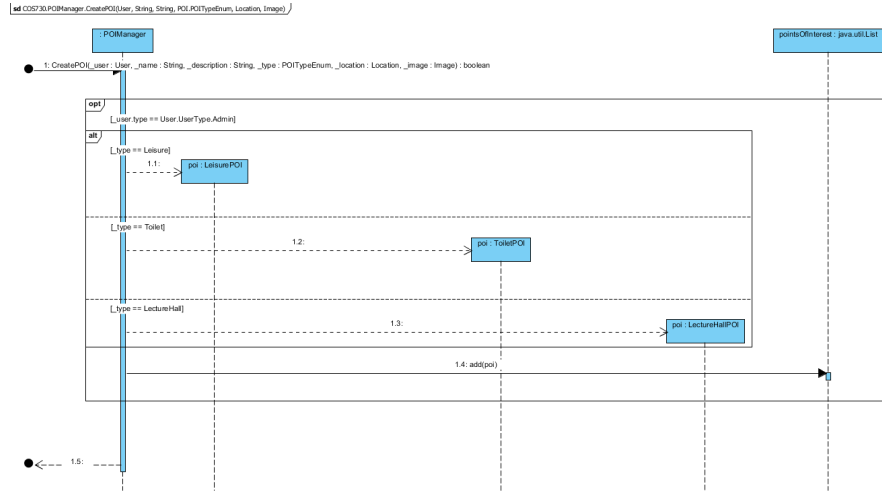 sd COS730.POIManager.CreatePOI(User, String, String, POI.POITypeEnum, Location, Image)
: POIManager
pointsOfInterest : java.util.List
1: CreatePOI(_user : User, _name : String, _description : String, _type : POITypeEnum, _location : Location, _image : Image) : boolean
opt
[_user.type == User.UserType.Admin]
alt
[_type == Leisure]
1.1:
poi : LeisurePOI
[_type == Toilet]
1.2:
poi : ToiletPOI
[_type == LectureHall]
1.3:
poi : LectureHallPOI
1.4: add(poi)
1.5: